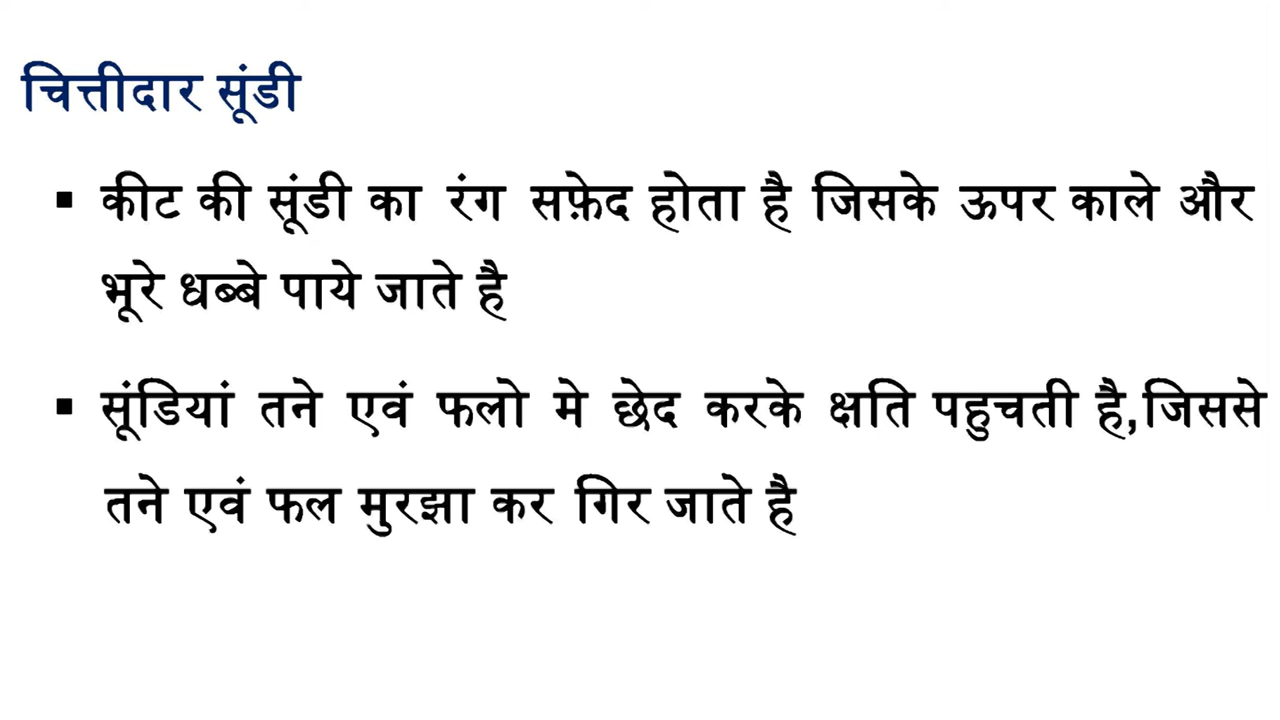 चित्तीदार सूंडी
▪ कीट की सूंडी का रंग सफ़ेद होता है जिसके ऊपर काले और
भूरे धब्बे पाये जाते है
▪ सूंडियां तने एवं फलो मे छेद करके क्षति पहुचती है,जिससे
तने एवं फल मुरझा कर गिर जाते है